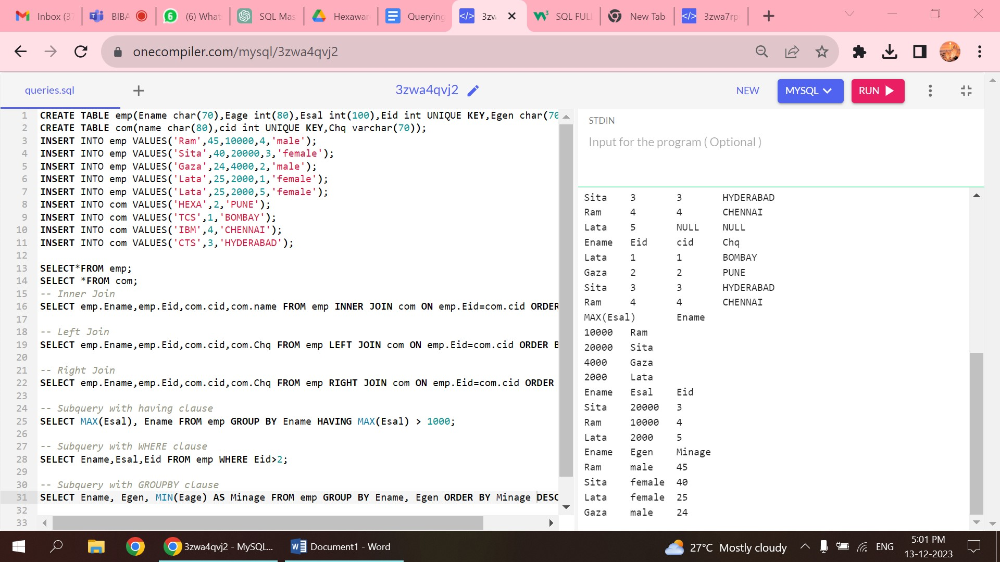 Inbox (37
BIBA
6
(6) What
SQL Mas
Hexawar
Querying
3zw
SQL FULL
New Tab
3zwa7rp
onecompiler.com/mysql/3zwa4qvj2
queries.sql
3zwa4qvj2
NEW
MYSQL
RUN
1 CREATE TABLE emp(Ename char(70),Eage int(80),Esal int(100),Eid int UNIQUE KEY,Egen char(70
2 CREATE TABLE com(name char(80),cid int UNIQUE KEY,Chq varchar(70));
3 INSERT INTO emp VALUES('Ram',45,10000,4,'male');
4 INSERT INTO emp VALUES('Sita',40,20000,3,'female');
5 INSERT INTO emp VALUES('Gaza',24,4000,2,'male');
6 INSERT INTO emp VALUES('Lata',25,2000,1,'female');
7 INSERT INTO emp VALUES('Lata',25,2000,5,'female');
8 INSERT INTO com VALUES('HEXA',2,'PUNE');
9 INSERT INTO com VALUES('TCS',1,'BOMBAY');
10 INSERT INTO com VALUES('IBM',4,'CHENNAI');
11 INSERT INTO com VALUES('CTS',3,'HYDERABAD');
12
13 SELECT*FROM emp;
14 SELECT *FROM com;
15 -- Inner Join
16 SELECT emp.Ename,emp.Eid,com.cid,com.name FROM emp INNER JOIN com ON emp.Eid=com.cid ORDER
17
18 -- Left Join
19 SELECT emp.Ename,emp.Eid,com.cid,com.Chq FROM emp LEFT JOIN com ON emp.Eid=com.cid ORDER B
20
21 -- Right Join
22 SELECT emp.Ename,emp.Eid,com.cid,com.Chq FROM emp RIGHT JOIN com ON emp.Eid=com.cid ORDER
23
24 -- Subquery with having clause
25 SELECT MAX(Esal), Ename FROM emp GROUP BY Ename HAVING MAX(Esal) > 1000;
26
27 -- Subquery with WHERE clause
28 SELECT Ename,Esal,Eid FROM emp WHERE Eid>2;
29
30 -- Subquery with GROUPBY clause
31 SELECT Ename, Egen, MIN(Eage) AS Minage FROM emp GROUP BY Ename, Egen ORDER BY Minage DESC
32
33
STDIN
Input for the program ( Optional )
Sita 3 3 HYDERABAD
Ram 4 4 CHENNAI
Lata 5 NULL NULL
Ename Eid cid Chq
Lata 1 1 BOMBAY
Gaza 2 2 PUNE
Sita 3 3 HYDERABAD
Ram 4 4 CHENNAI
MAX(Esal) Ename
10000 Ram
20000 Sita
4000 Gaza
2000 Lata
Ename Esal Eid
Sita 20000 3
Ram 10000 4
Lata 2000 5
Ename Egen Minage
Ram male 45
Sita female 40
Lata female 25
Gaza male 24
3zwa4qvj2 - MySQL...
Document1 - Word
27°C Mostly cloudy
ENG
5:01 PM
13-12-2023